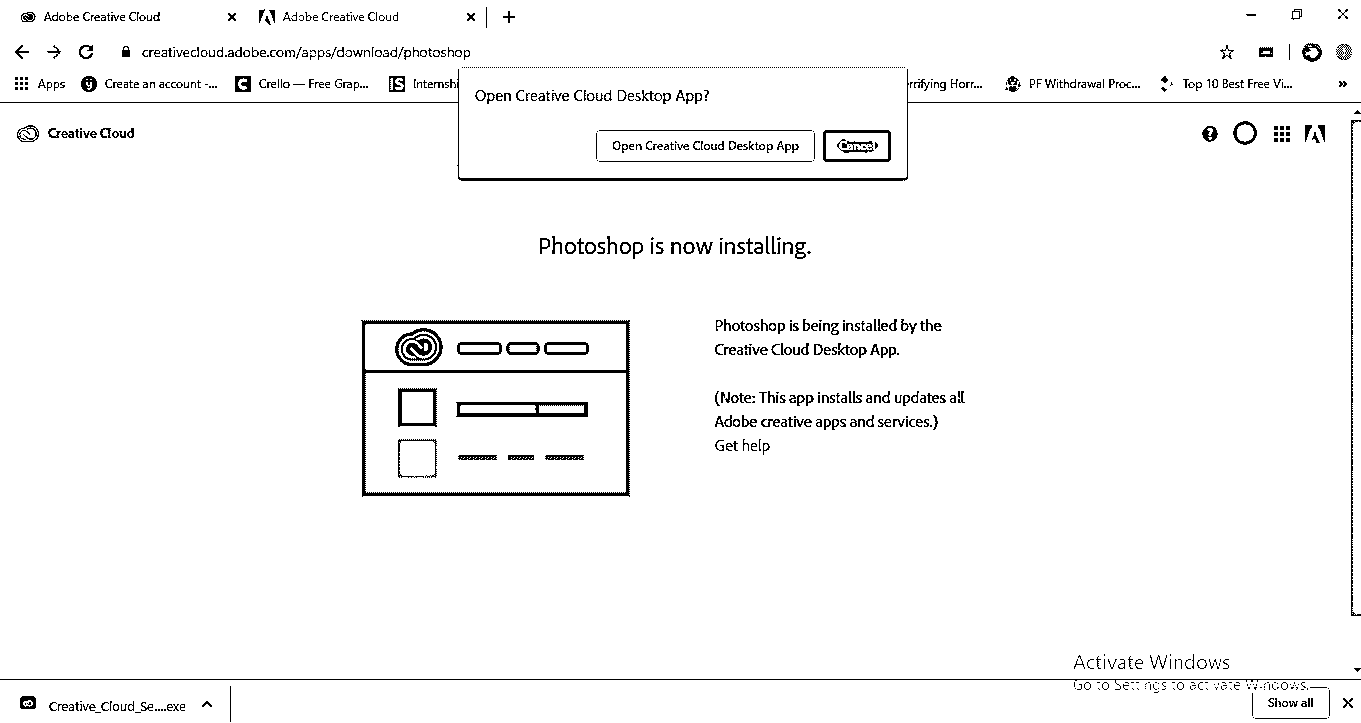 Adobe Creative Cloud
Adobe Creative Cloud
creativecloud.adobe.com/apps/download/photoshop
Apps
Create an account -...
Crello — Free Grap...
Internshi
errifying Horr...
PF Withdrawal Proc...
Top 10 Best Free Vi...
»
Open Creative Cloud Desktop App?
Open Creative Cloud Desktop App
Cancel
Creative Cloud
Photoshop is now installing.
Photoshop is being installed by the
Creative Cloud Desktop App.
(Note: This app installs and updates all
Adobe creative apps and services.)
Get help
Activate Windows
Go to Settings to activate Windows.
Creative_Cloud_Se....exe
Show all